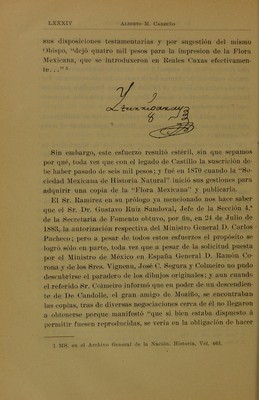 LXXXIV Alberto M. Carreño
sus disposiciones testamentarias y por sugestión del mismo
Obispo, "dejó quatro mil pesos para la impresion de la Flora
Mexicana, que se introduxeron en Reales Caxas efectivamen-
te..." ¹
Sin embargo, este esfuerzo resultó estéril, sin que sepamos
por qué, toda vez que con el legado de Castillo la suscrición de-
be haber pasado de seis mil pesos; y fué en 1870 cuando la "So-
ciedad Mexicana de Historia Natural" inició sus gestiones para
adquirir una copia de la "Flora Mexicana" y publicarla.
El Sr. Ramírez en su prólogo ya mencionado nos hace saber
que el Sr. Dr. Gustavo Ruiz Sandoval, Jefe de la Sección 4.ª
de la Secretaría de Fomento obtuvo, por fin, en 24 de Julio de
1883, la autorización respectiva del Ministro General D. Carlos
Pacheco; pero a pesar de todos estos esfuerzos el propósito se
logró sólo en parte, toda vez que a pesar de la solicitud puesta
por el Ministro de México en España General D. Ramón Co-
rona y de los Sres. Vigneau, José C. Segura y Colmeiro no pudo
descubrirse el paradero de los dibujos originales; y aun cuando
el referido Sr. Colmeiro informó que en poder de un descendien-
te de De Candolle, el gran amigo de Moziño, se encontraban
las copias, tras de diversas negociaciones cerca de él no llegaron
a obtenerse porque manifestó "que si bien estaba dispuesto á
permitir fuesen reproducidas, se vería en la obligación de hacer
1 MS. en el Archivo General de la Nación. Historia, Vol. 460.